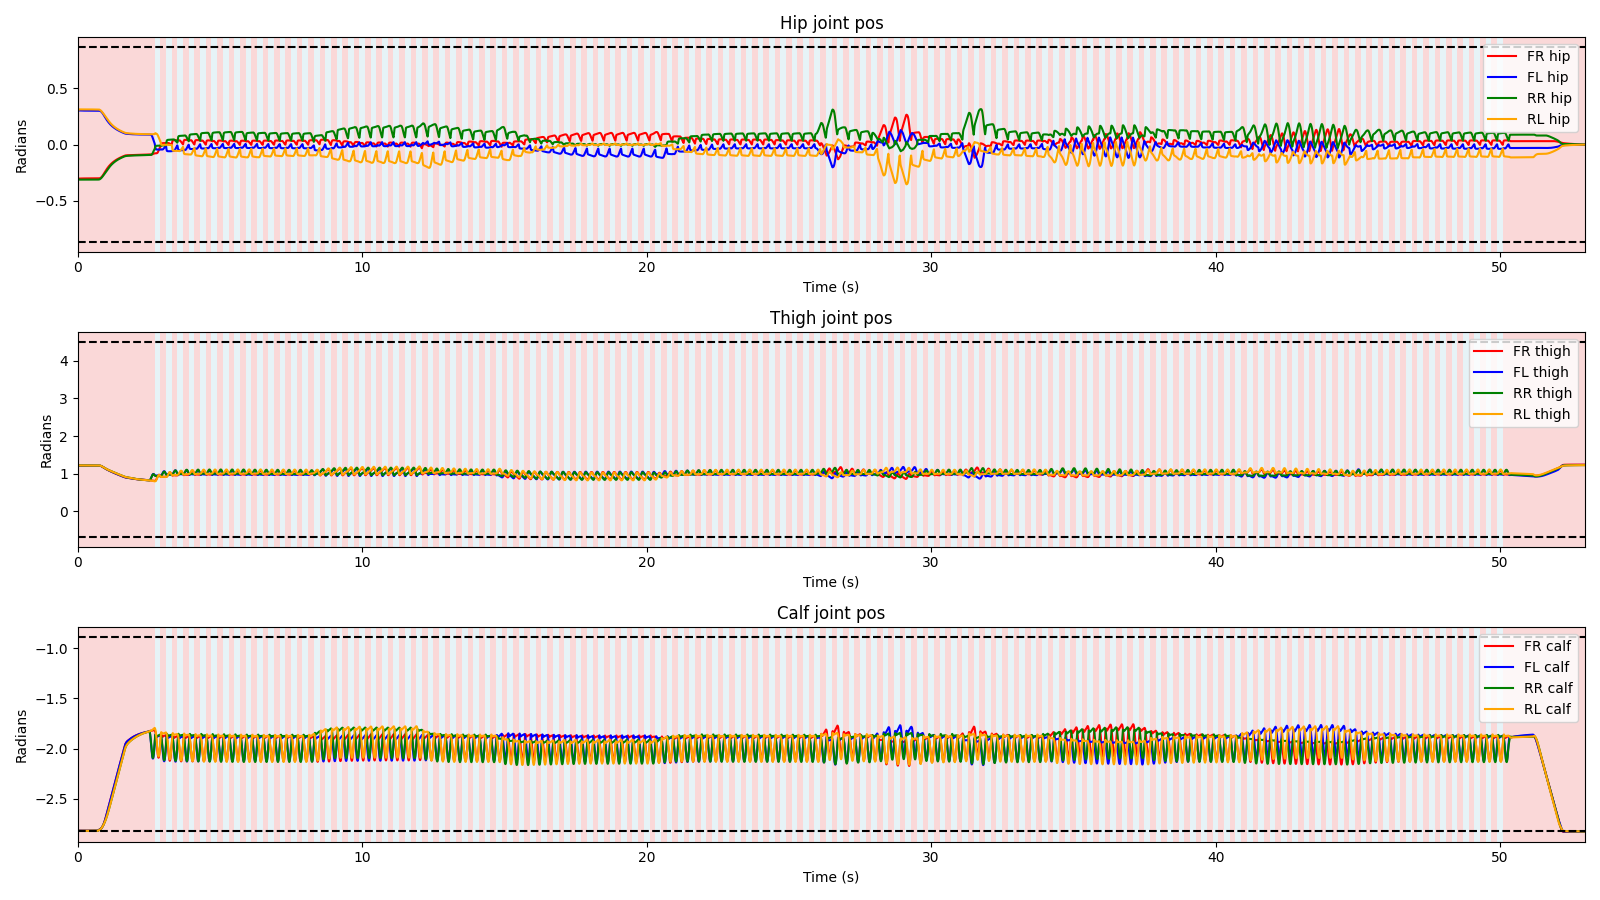 Hip joint pos
Radians
0.5
0.0
−0.5
FR hip
FL hip
RR hip
RL hip
0 10 20 30 40 50
Time (s)
Thigh joint pos
Radians
4
3
2
1
0
FR thigh
FL thigh
RR thigh
RL thigh
0 10 20 30 40 50
Time (s)
Calf joint pos
Radians
−1.0
−1.5
−2.0
−2.5
FR calf
FL calf
RR calf
RL calf
0 10 20 30 40 50
Time (s)